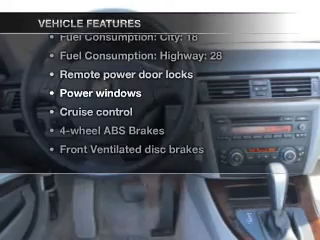 VEHICLE FEATURES
• Fuel Consumption: City: 18
• Fuel Consumption: Highway: 28
• Remote power door locks
• Power windows
• Cruise control
• 4-wheel ABS Brakes
• Front Ventilated disc brakes